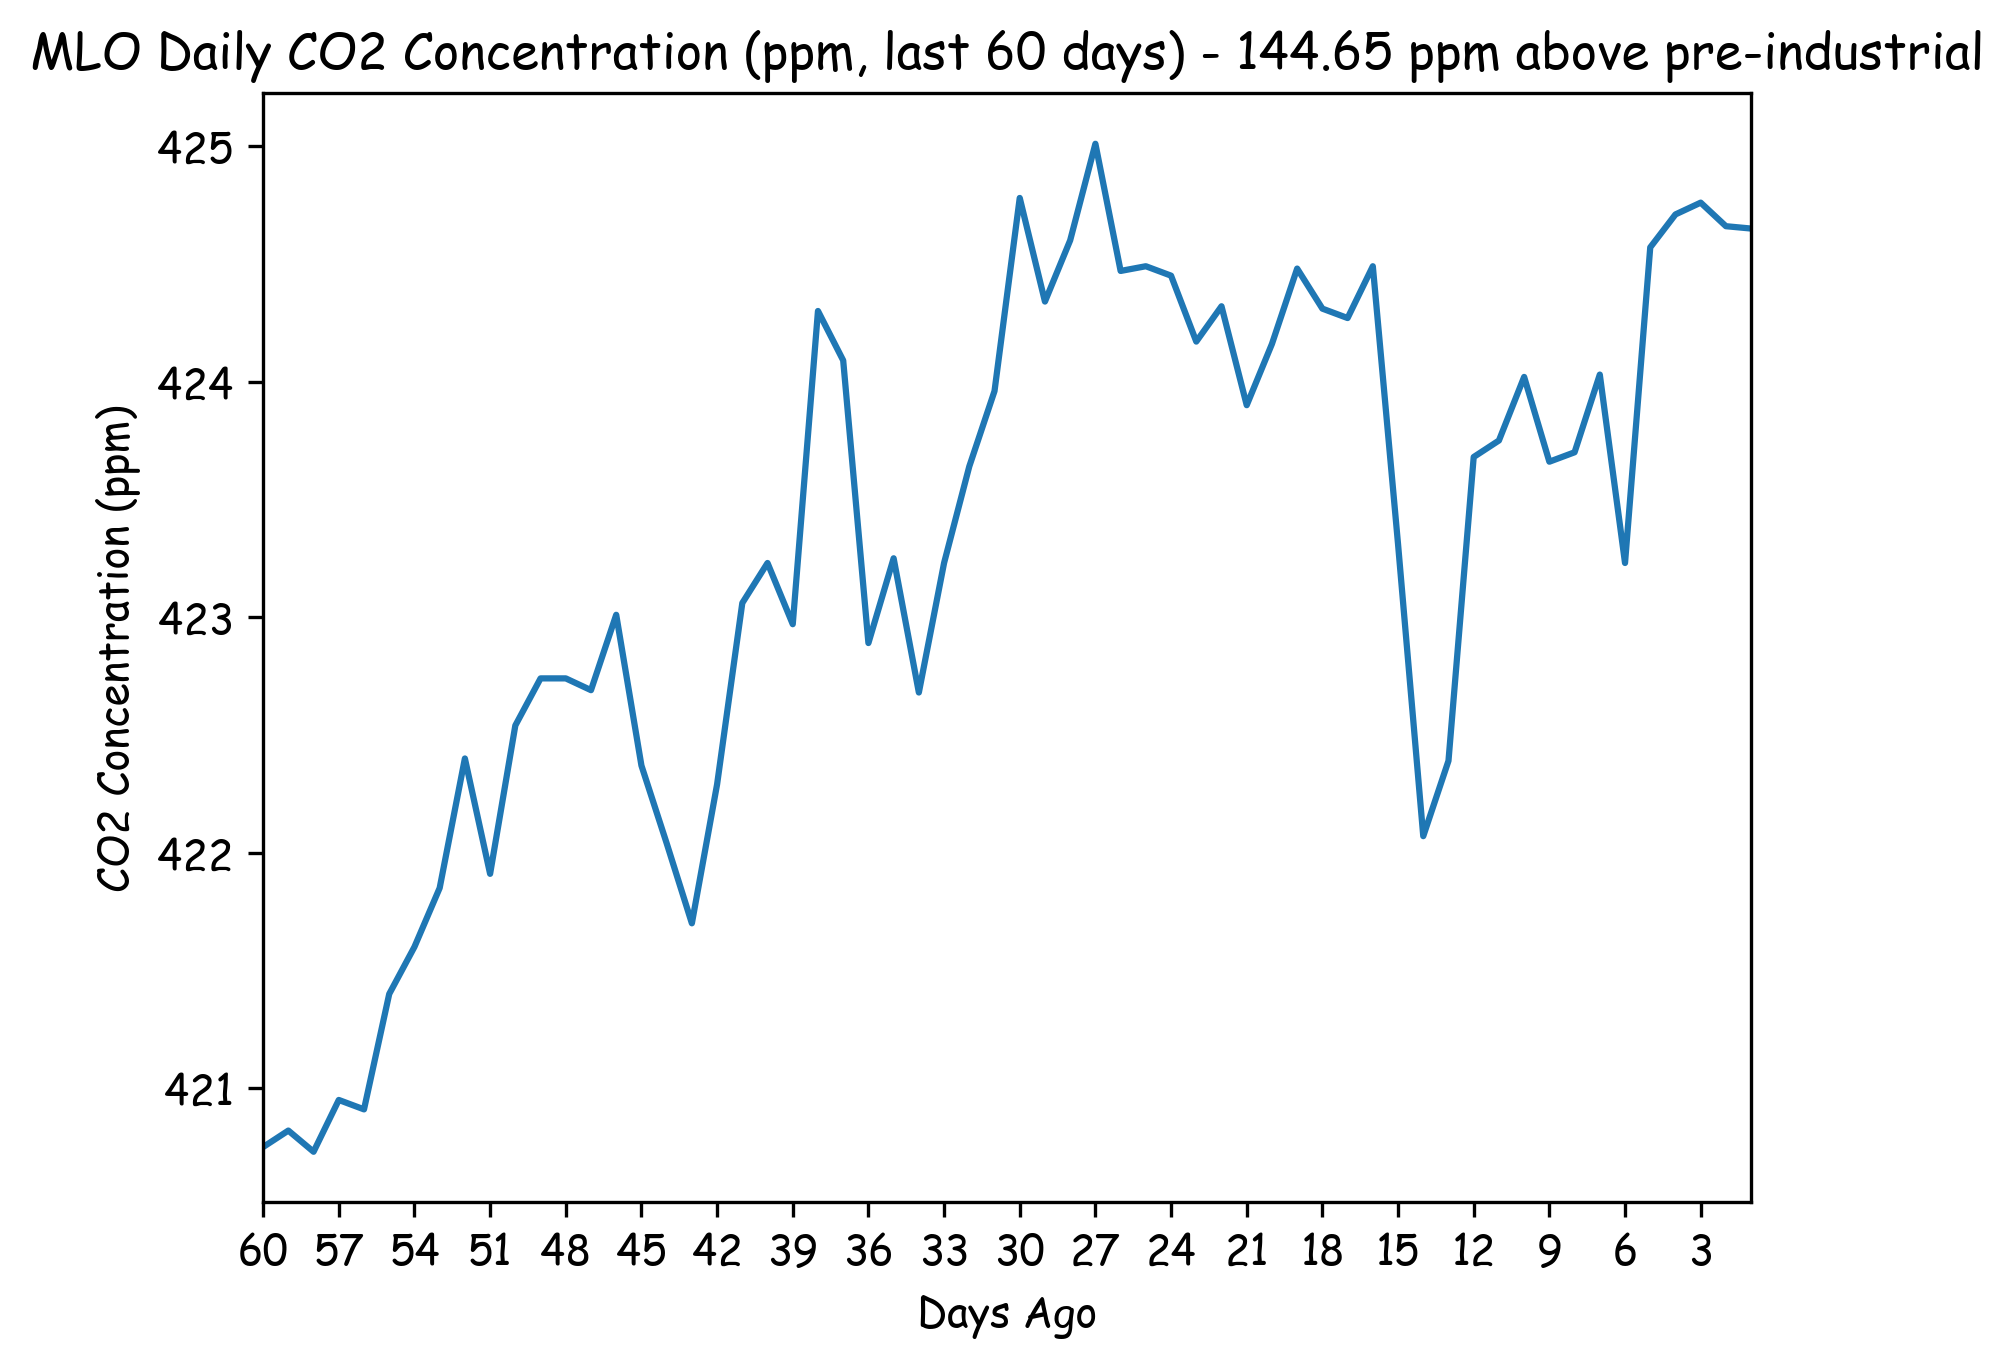 MLO Daily CO2 Concentration (ppm, last 60 days) - 144.65 ppm above pre-industrial
425
424
423
422
421
CO2 Concentration (ppm)
60 57 54 51 48 45 42 39 36 33 30 27 24 21 18 15 12 9 6 3
Days Ago